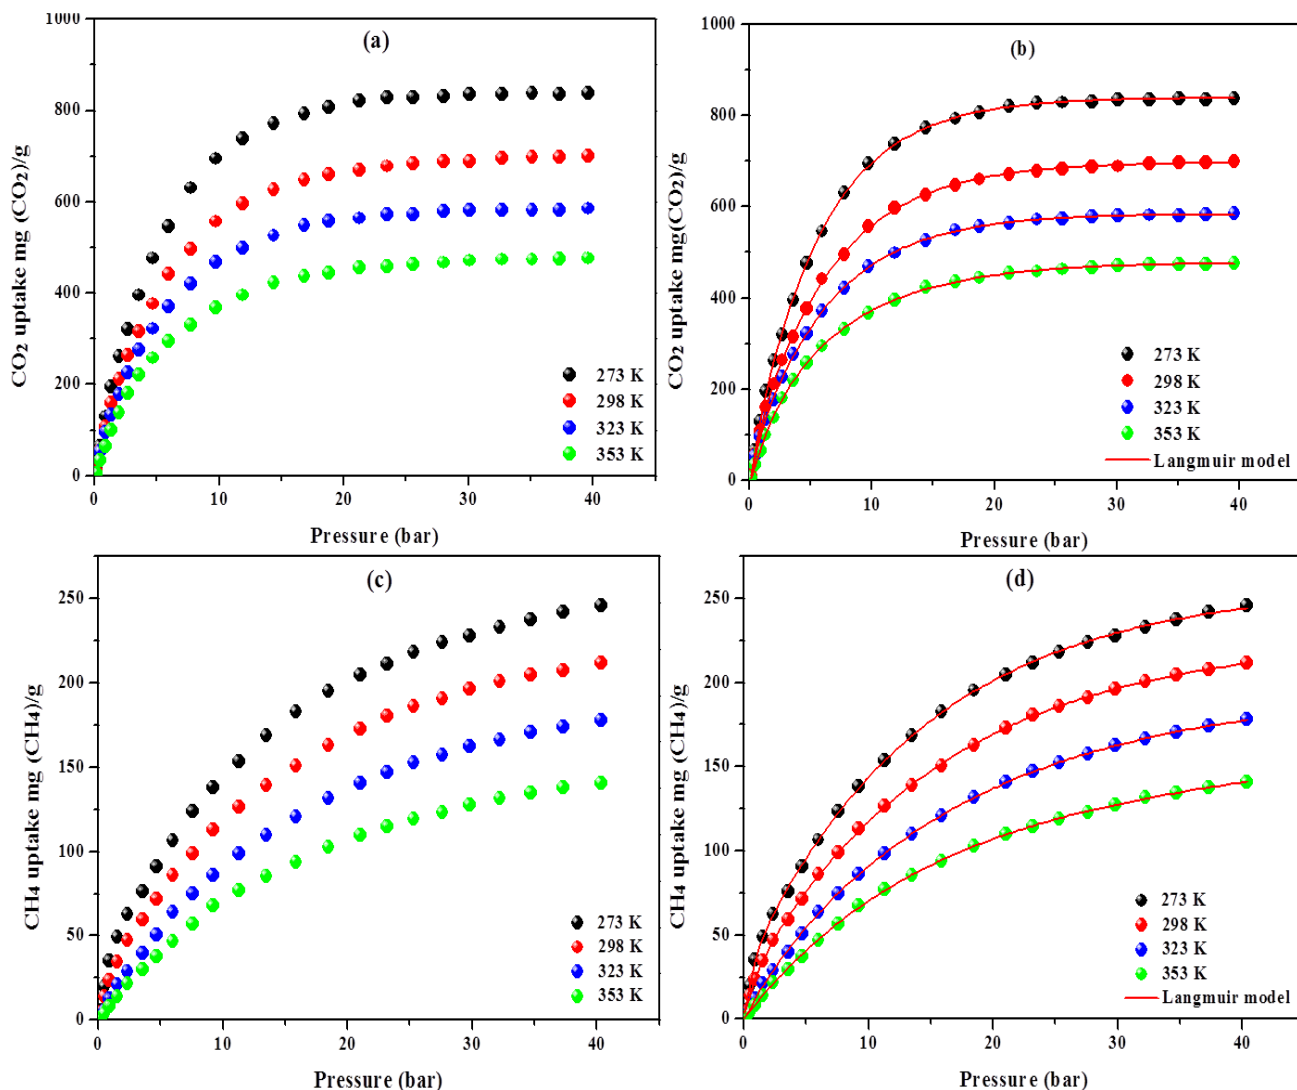 (a)
1000
800
600
400
200
0
CO2 uptake mg (CO2)/g
273 K
298 K
323 K
353 K
0 10 20 30 40
Pressure (bar)
(b)
1000
800
600
400
200
0
CO2 uptake mg(CO2)/g
273 K
298 K
323 K
353 K
Langmuir model
0 10 20 30 40
Pressure (bar)
(c)
250
200
150
100
50
0
CH4 uptake mg (CH4)/g
273 K
298 K
323 K
353 K
0 10 20 30 40
Pressure (bar)
(d)
250
200
150
100
50
0
CH4 uptake mg (CH4)/g
273 K
298 K
323 K
353 K
Langmuir model
0 10 20 30 40
Pressure (bar)